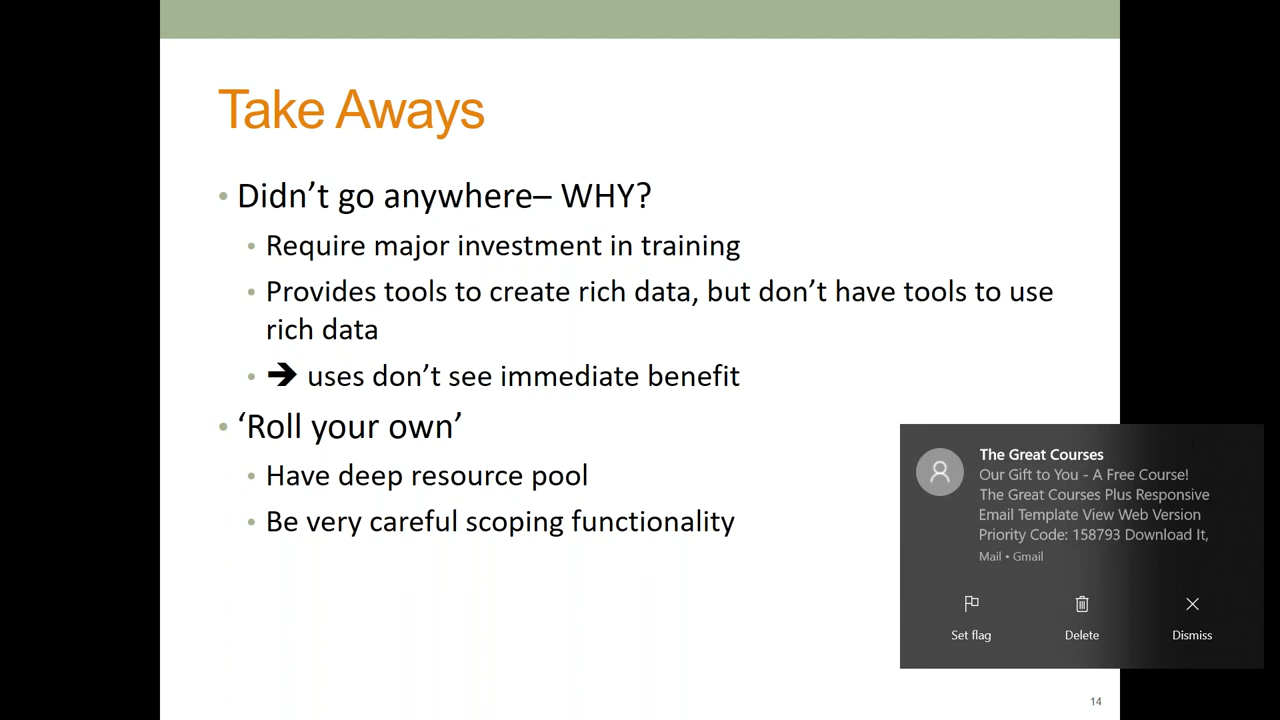 Take Aways
• Didn’t go anywhere– WHY?
• Require major investment in training
• Provides tools to create rich data, but don’t have tools to use
rich data
• ➔ uses don’t see immediate benefit
• ‘Roll your own’
• Have deep resource pool
• Be very careful scoping functionality
The Great Courses
Our Gift to You - A Free Course!
The Great Courses Plus Responsive
Email Template View Web Version
Priority Code: 158793 Download It,
Mail • Gmail
Set flag
Delete
Dismiss
14